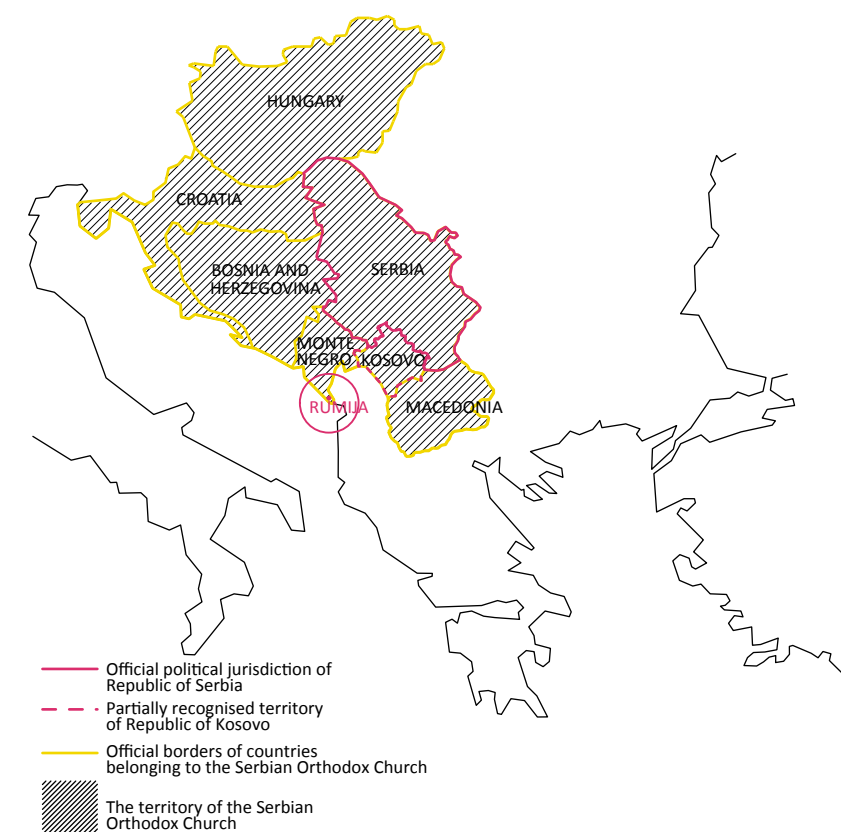 HUNGARY
CROATIA
BOSNIA AND
HERZEGOVINA
SERBIA
MONTE
NEGRO
KOSOVO
RUMIJA
MACEDONIA
Official political jurisdiction of
Republic of Serbia
Partially recognised territory
of Republic of Kosovo
Official borders of countries
belonging to the Serbian Orthodox Church
The territory of the Serbian
Orthodox Church